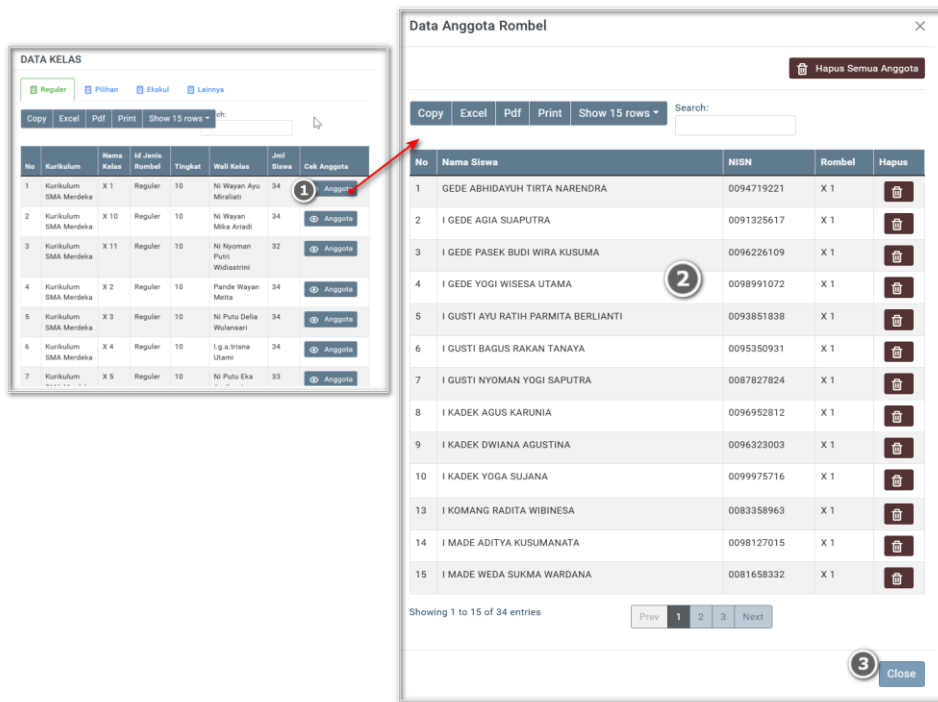 DATA KELAS
Reguler Pilihan Ekskul Lainnya
Copy Excel Pdf Print Show 15 rows ch:
No Kurikulum Nama Kelas Id Jenis Rombel Tingkat Wali Kelas Jml Siswa Cek Anggota
1 Kurikulum SMA Merdeka X 1 Reguler 10 Ni Wayan Ayu Miraliati 34 1 Anggota
2 Kurikulum SMA Merdeka X 10 Reguler 10 Ni Wayan Mika Ariadi 34 Anggota
3 Kurikulum SMA Merdeka X 11 Reguler 10 Ni Nyoman Putri Widiastrini 32 Anggota
4 Kurikulum SMA Merdeka X 2 Reguler 10 Pande Wayan Meita 34 Anggota
5 Kurikulum SMA Merdeka X 3 Reguler 10 Ni Putu Delia Wulansari 34 Anggota
6 Kurikulum SMA Merdeka X 4 Reguler 10 I.g.a.trisna Utami 34 Anggota
7 Kurikulum X 5 Reguler 10 Ni Putu Eka 33 Anggota
Data Anggota Rombel
Hapus Semua Anggota
Copy Excel Pdf Print Show 15 rows Search:
No Nama Siswa NISN Rombel Hapus
1 GEDE ABHIDAYUH TIRTA NARENDRA 0094719221 X 1
2 I GEDE AGIA SUAPUTRA 0091325617 X 1
3 I GEDE PASEK BUDI WIRA KUSUMA 0096226109 X 1
2
4 I GEDE YOGI WISESA UTAMA 0098991072 X 1
5 I GUSTI AYU RATIH PARMITA BERLIANTI 0093851838 X 1
6 I GUSTI BAGUS RAKAN TANAYA 0095350931 X 1
7 I GUSTI NYOMAN YOGI SAPUTRA 0087827824 X 1
8 I KADEK AGUS KARUNIA 0096952812 X 1
9 I KADEK DWIANA AGUSTINA 0096323003 X 1
10 I KADEK YOGA SUJANA 0099975716 X 1
13 I KOMANG RADITA WIBINESA 0083358963 X 1
14 I MADE ADITYA KUSUMANATA 0098127015 X 1
15 I MADE WEDA SUKMA WARDANA 0081658332 X 1
Showing 1 to 15 of 34 entries Prev 1 2 3 Next
3 Close